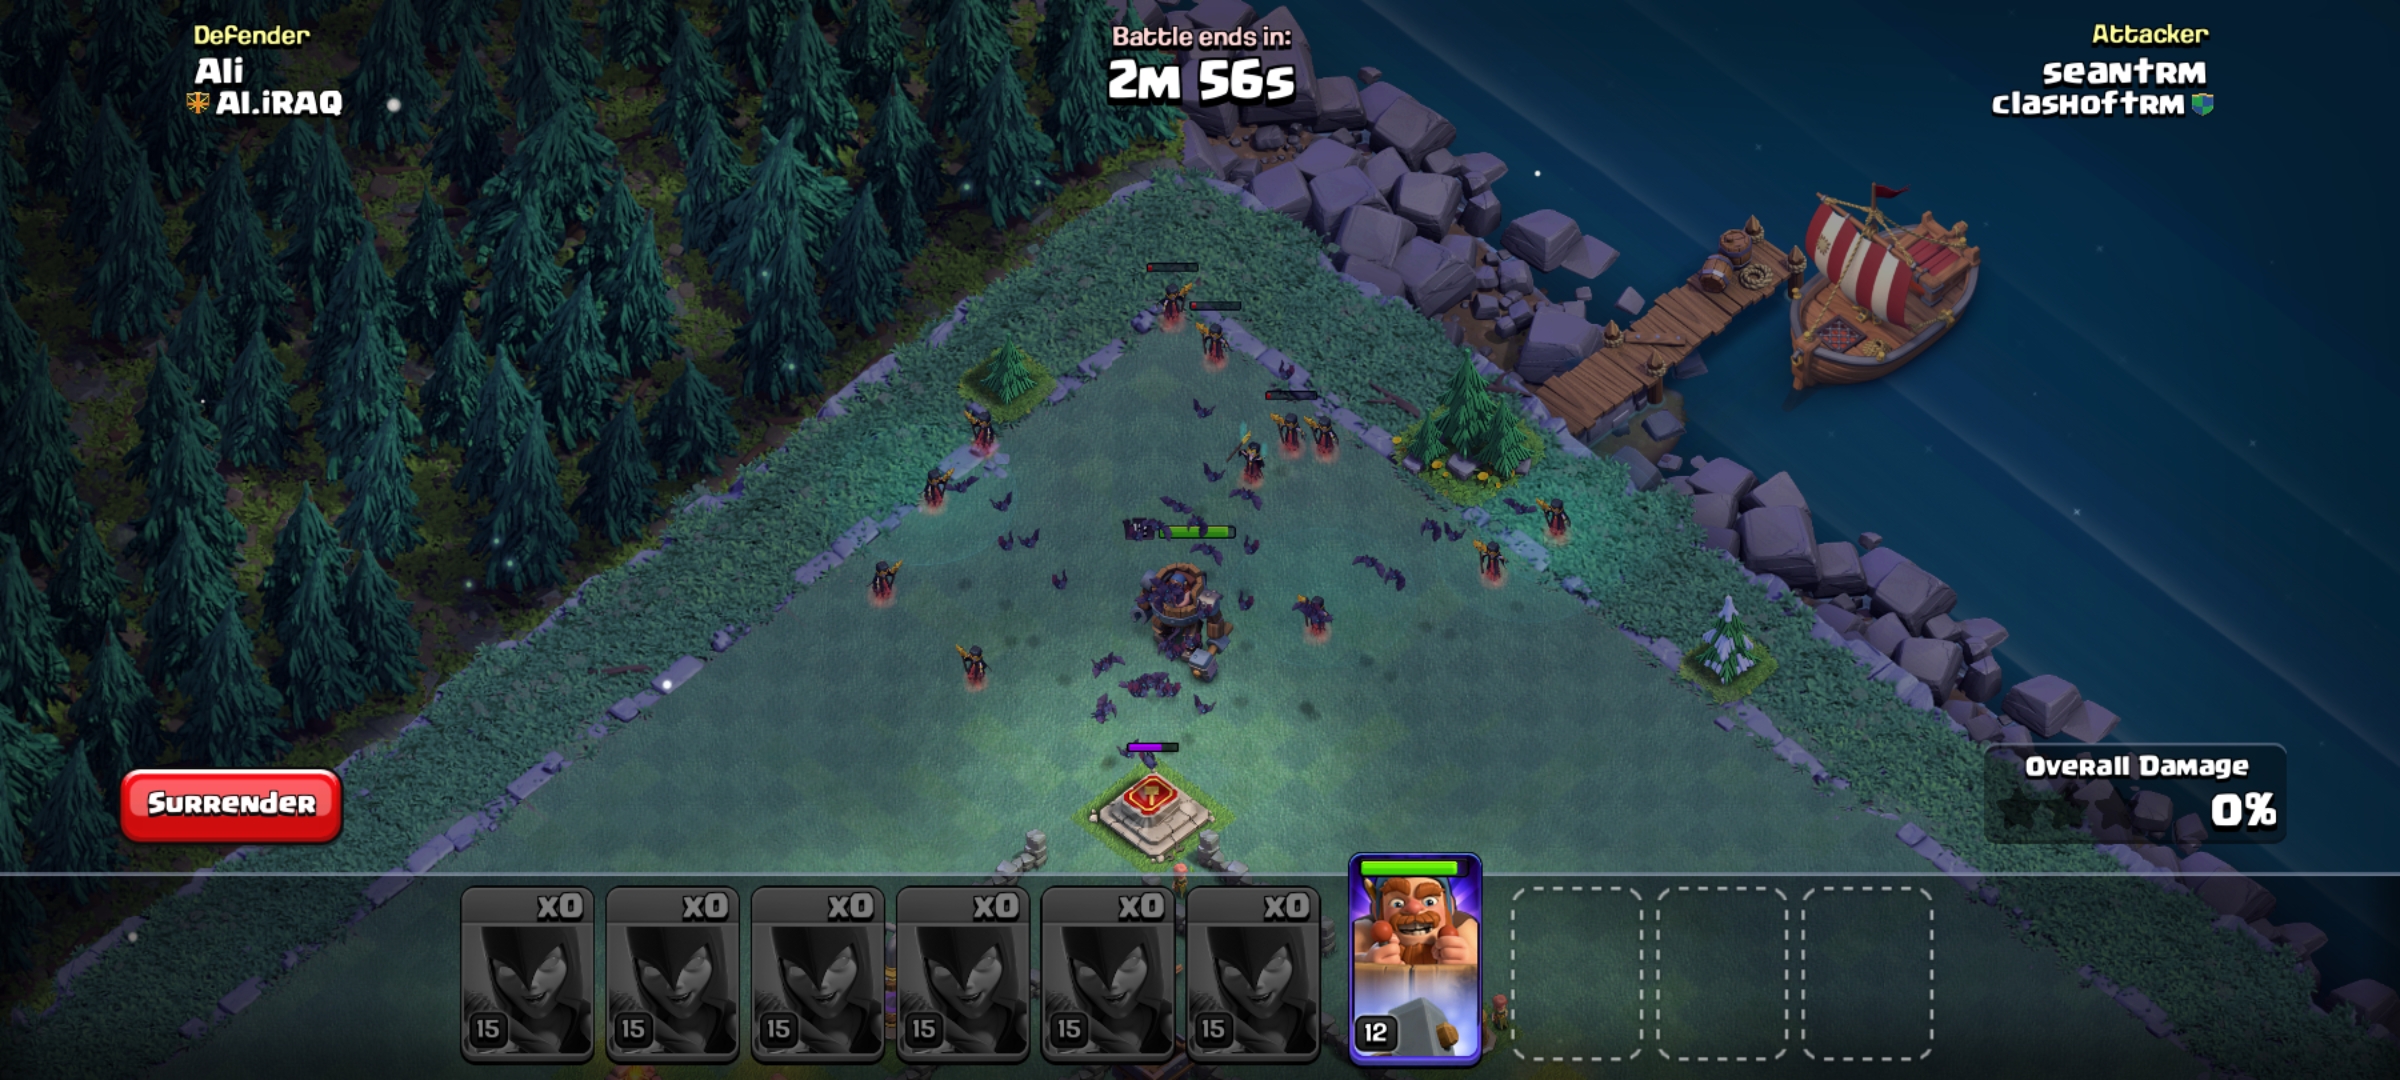 Defender
Ali
Al.iRAQ
Battle ends in:
2M 56s
Attacker
seantRM
clashoftRM
Surrender
Overall Damage
0%
x0
x0
x0
x0
x0
x0
15
15
15
15
15
15
12